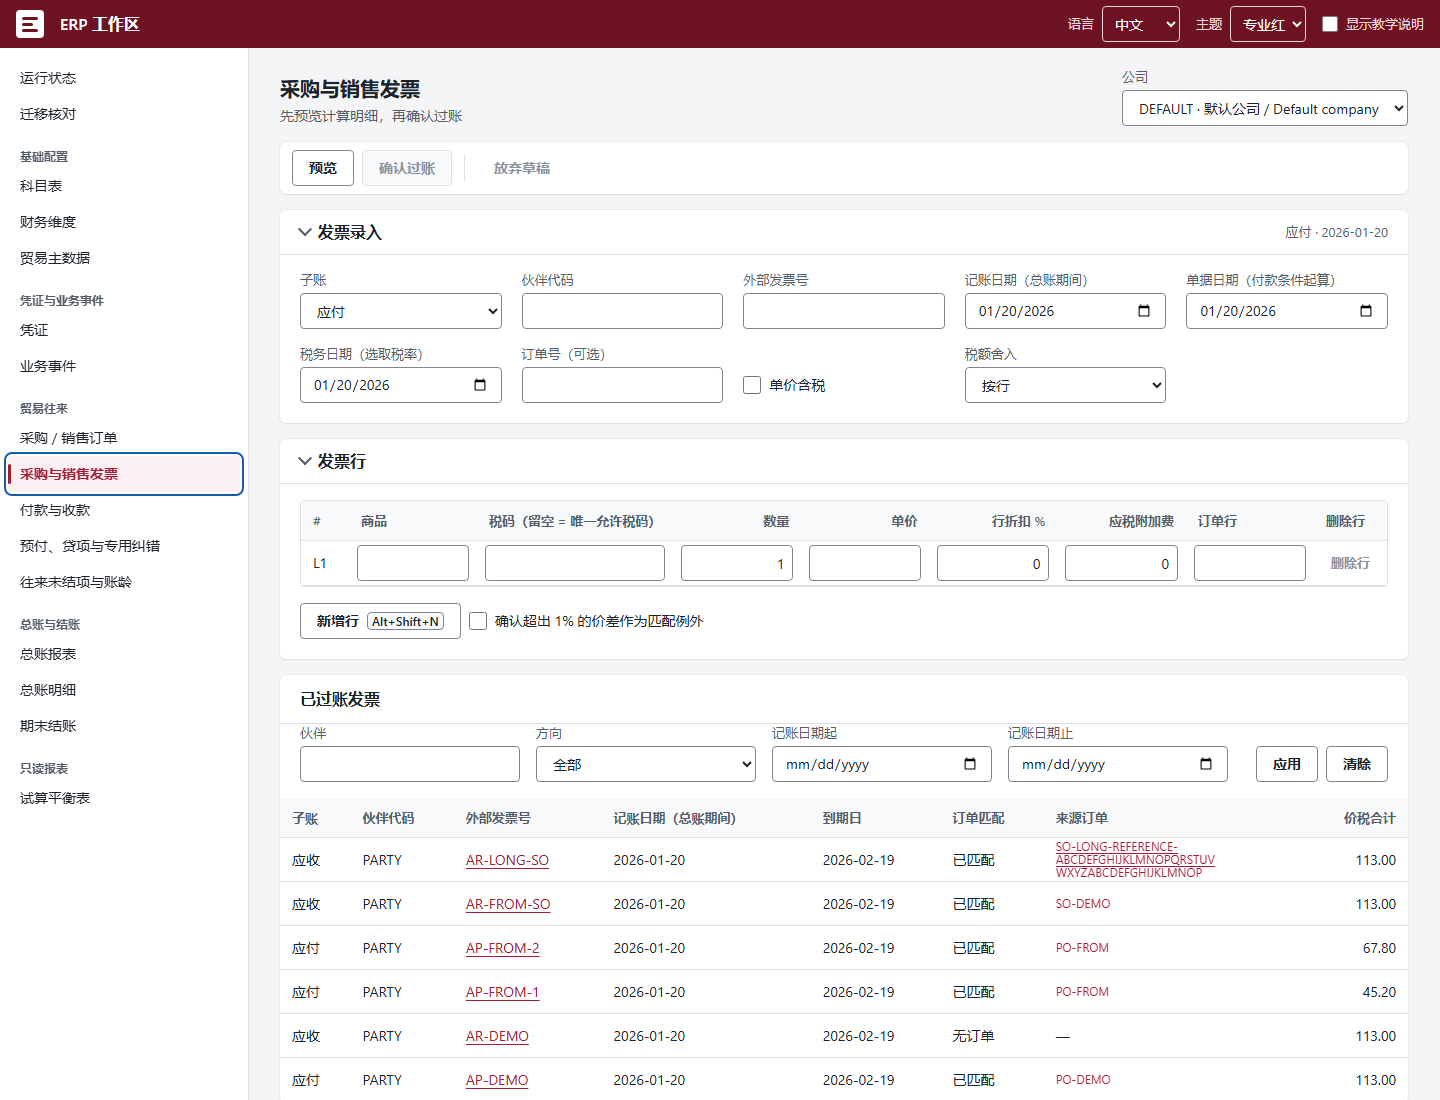 ERP 工作区
语言
中文
主题
专业红
显示教学说明
运行状态
迁移核对
基础配置
科目表
财务维度
贸易主数据
凭证与业务事件
凭证
业务事件
贸易往来
采购 / 销售订单
采购与销售发票
付款与收款
预付、贷项与专用纠错
往来未结项与账龄
总账与结账
总账报表
总账明细
期末结账
只读报表
试算平衡表
采购与销售发票
先预览计算明细，再确认过账
公司
DEFAULT · 默认公司 / Default company
预览
确认过账
放弃草稿
发票录入
应付 · 2026-01-20
子账
伙伴代码
外部发票号
记账日期（总账期间）
单据日期（付款条件起算）
应付
01/20/2026
01/20/2026
税务日期（选取税率）
订单号（可选）
税额舍入
01/20/2026
单价含税
按行
发票行
# 商品 税码（留空 = 唯一允许税码） 数量 单价 行折扣 % 应税附加费 订单行 删除行
L1 1 0 0 删除行
新增行 Alt+Shift+N
确认超出 1% 的价差作为匹配例外
已过账发票
伙伴
方向
记账日期起
记账日期止
全部
mm/dd/yyyy
mm/dd/yyyy
应用
清除
子账 伙伴代码 外部发票号 记账日期（总账期间） 到期日 订单匹配 来源订单 价税合计
应收 PARTY AR-LONG-SO 2026-01-20 2026-02-19 已匹配 SO-LONG-REFERENCE-
ABCDEFGHIJKLMNOPQRSTUV
WXYZABCDEFGHIJKLMNOP 113.00
应收 PARTY AR-FROM-SO 2026-01-20 2026-02-19 已匹配 SO-DEMO 113.00
应付 PARTY AP-FROM-2 2026-01-20 2026-02-19 已匹配 PO-FROM 67.80
应付 PARTY AP-FROM-1 2026-01-20 2026-02-19 已匹配 PO-FROM 45.20
应收 PARTY AR-DEMO 2026-01-20 2026-02-19 无订单 — 113.00
应付 PARTY AP-DEMO 2026-01-20 2026-02-19 已匹配 PO-DEMO 113.00